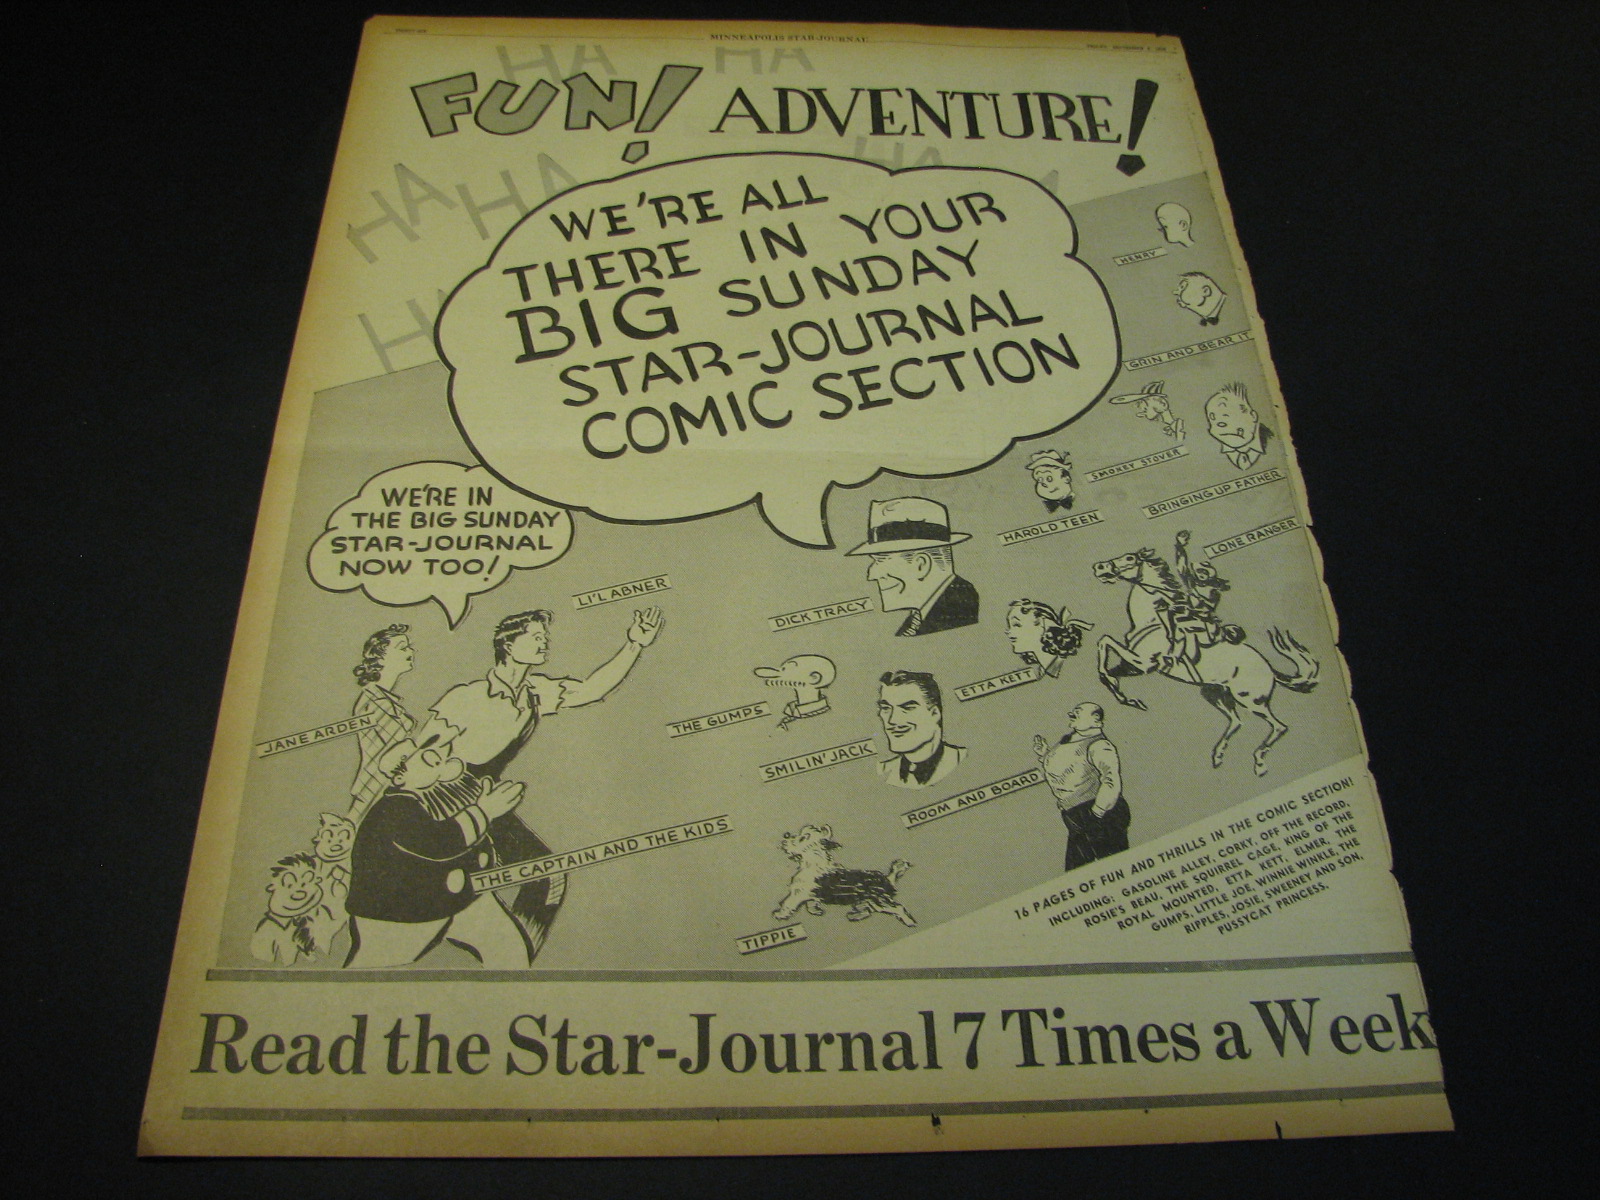 MINNEAPOLIS STAR-JOURNAL
HA HA
FUN! ADVENTURE!
HA HA HA
HA
WE'RE ALL
THERE IN YOUR
BIG SUNDAY
STAR-JOURNAL
COMIC SECTION
HENRY
GRIN AND BEAR IT
SMOKEY STOVER
BRINGING UP FATHER
HAROLD TEEN
LONE RANGER
WE'RE IN
THE BIG SUNDAY
STAR-JOURNAL
NOW TOO!
LI'L ABNER
DICK TRACY
ETTA KETT
JANE ARDEN
THE GUMPS
SMILIN' JACK
ROOM AND BOARD
THE CAPTAIN AND THE KIDS
TIPPIE
16 PAGES OF FUN AND THRILLS IN THE COMIC SECTION!
INCLUDING: GASOLINE ALLEY, CORKY, OFF THE RECORD,
ROSIE'S BEAU, THE SQUIRREL CAGE, KING OF THE
ROYAL MOUNTED, ETTA KETT, ELMER, THE
GUMPS, LITTLE JOE, WINNIE WINKLE, THE
RIPPLES, JOSIE, SWEENEY AND SON,
PUSSYCAT PRINCESS.
Read the Star-Journal 7 Times a Week